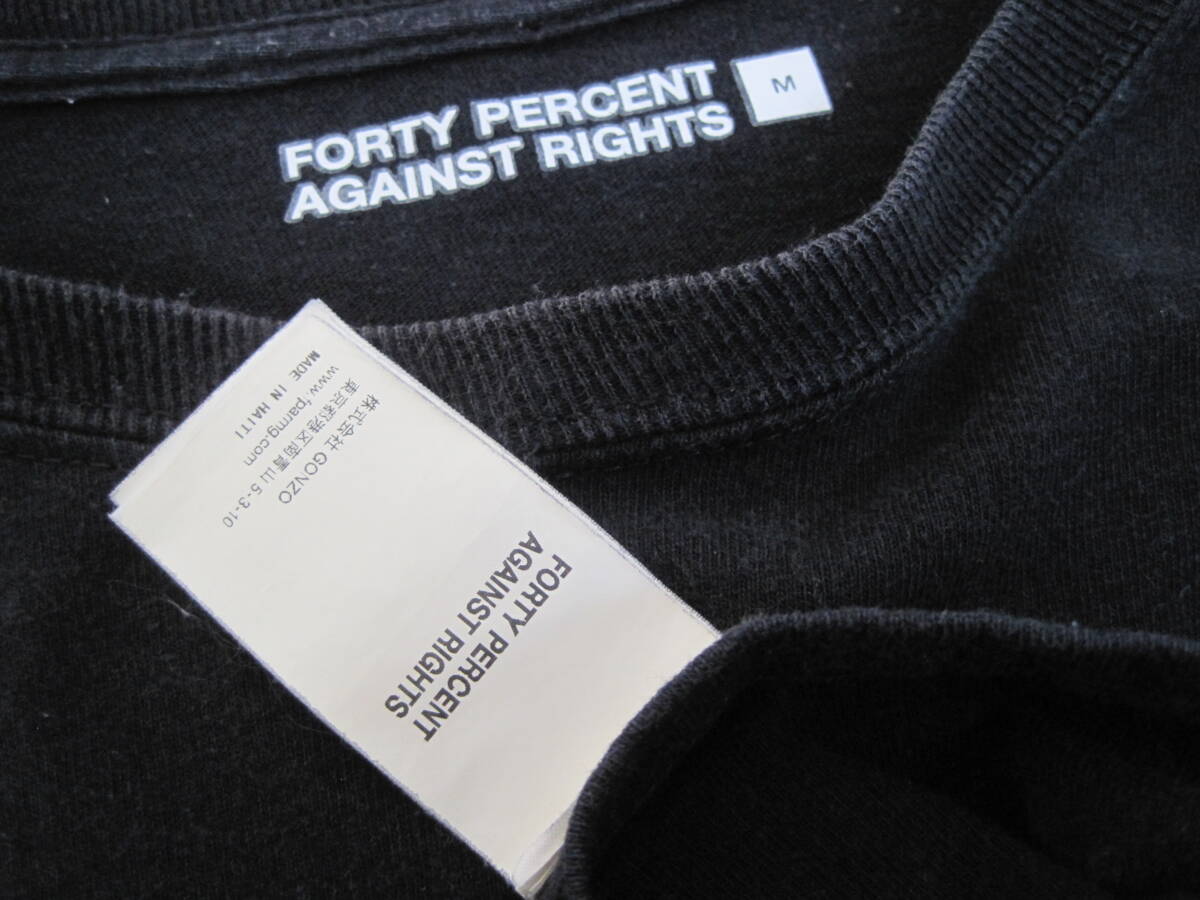 FORTY PERCENT
AGAINST RIGHTS
M
FORTY PERCENT
AGAINST RIGHTS
株式会社 GONZO
東京都港区南青山 5-3-10
www.fparmg.com
MADE IN HAITI